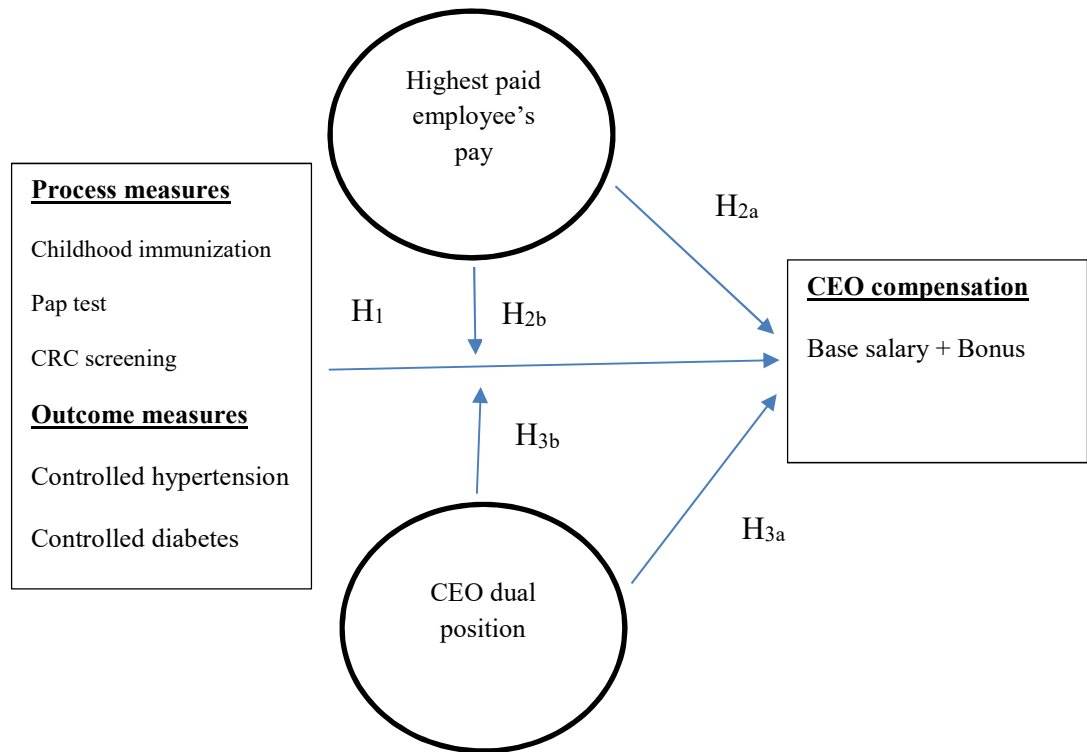 Highest paid
employee’s
pay
Process measures
Childhood immunization
Pap test
CRC screening
Outcome measures
Controlled hypertension
Controlled diabetes
H1
H2b
H2a
H3b
H3a
CEO compensation
Base salary + Bonus
CEO dual
position